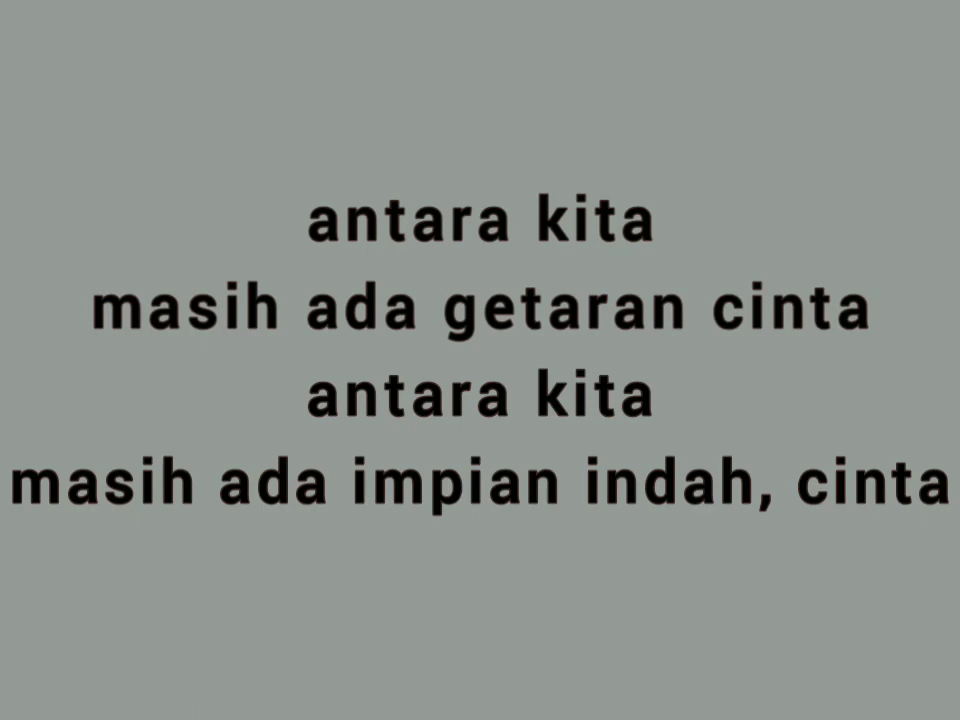 antara kita
masih ada getaran cinta
antara kita
masih ada impian indah, cinta